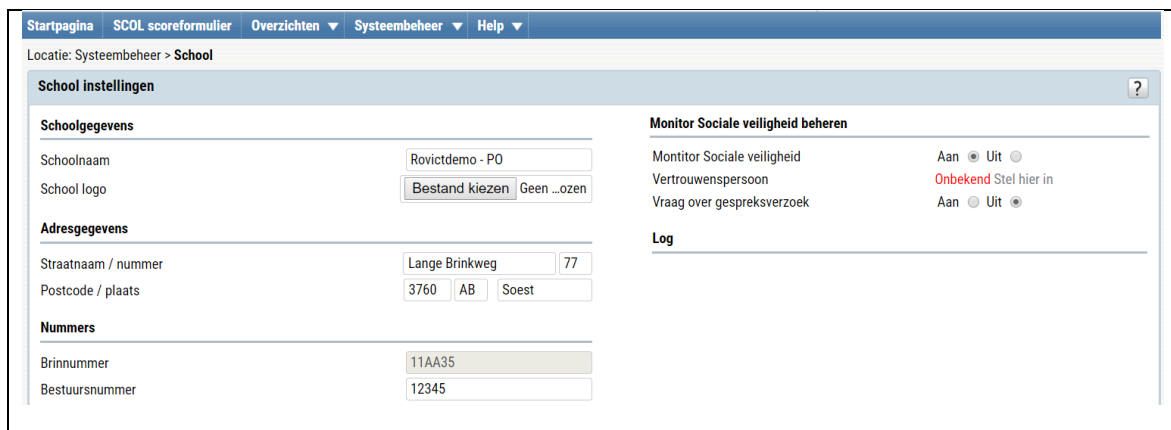 Startpagina SCOL scoreformulier Overzichten Systeembeheer Help
Locatie: Systeembeheer > School
School instellingen ?
Schoolgegevens
Schoolnaam Rovictdemo - PO
School logo Bestand kiezen Geen ...ozen
Adresgegevens
Straatnaam / nummer Lange Brinkweg 77
Postcode / plaats 3760 AB Soest
Nummers
Brinnummer 11AA35
Bestuursnummer 12345
Monitor Sociale veiligheid beheren
Montitor Sociale veiligheid Aan Uit
Vertrouwenspersoon Onbekend Stel hier in
Vraag over gespreksverzoek Aan Uit
Log